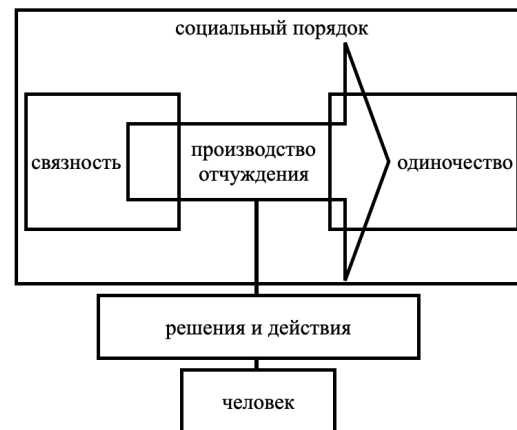 социальный порядок
связность
производство
отчуждения
одиночество
решения и действия
человек